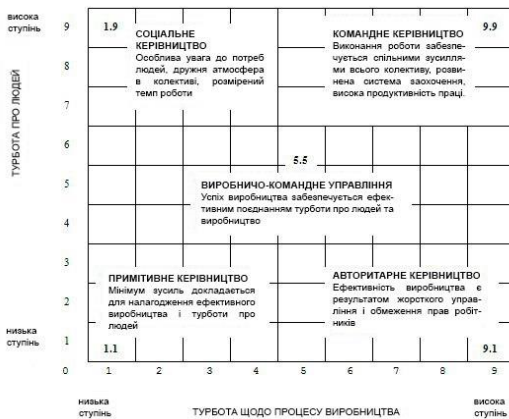 висока
ступінь
9
1.9
9.9
СОЦІАЛЬНЕ
КЕРІВНИЦТВО
Особлива увага до потреб
людей, дружня атмосфера
в колективі, розмірений
темп роботи
КОМАНДНЕ КЕРІВНИЦТВО
Виконання роботи забезпе-
чується спільними зусилля-
ми всього колективу, розви-
нена система заохочення,
висока продуктивність праці.
8
7
ТУРБОТА ПРО ЛЮДЕЙ
6
5.5
5
ВИРОБНИЧО-КОМАНДНЕ УПРАВЛІННЯ
Успіх виробництва забезпечується ефек-
тивним поєднанням турботи про людей та
виробництво
4
3
ПРИМІТИВНЕ КЕРІВНИЦТВО
Мінімум зусиль докладається
для налагодження ефективного
виробництва і турботи про
людей
АВТОРИТАРНЕ КЕРІВНИЦТВО
Ефективність виробництва є
результатом жорсткого управ-
ління і обмеження прав робіт-
ників
2
низька
ступінь
1
1.1
9.1
0 1 2 3 4 5 6 7 8 9
низька
ступінь
ТУРБОТА ЩОДО ПРОЦЕСУ ВИРОБНИЦТВА
висока
ступінь